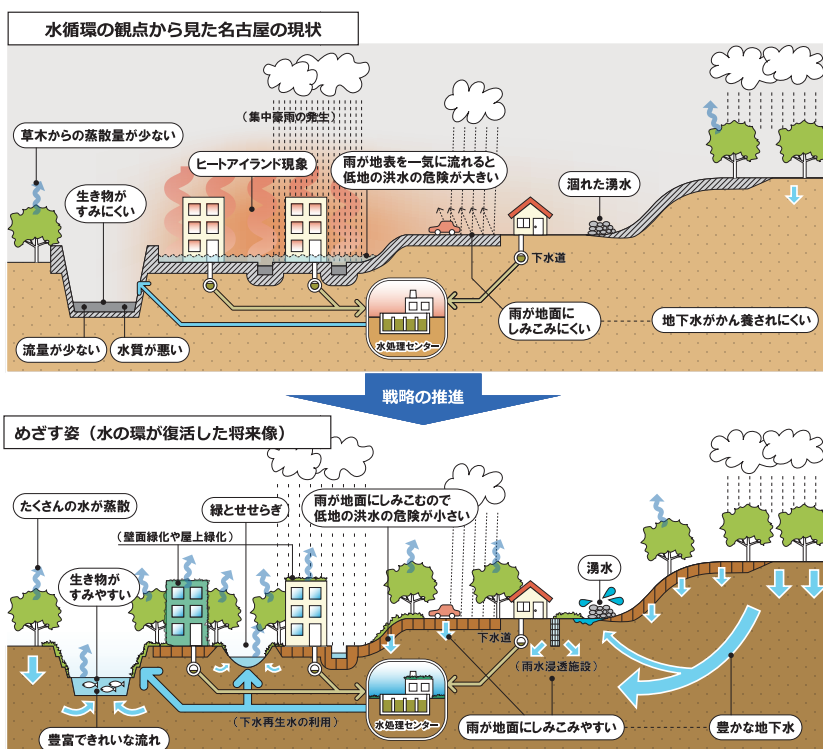 水循環の観点から見た名古屋の現状
(集中豪雨の発生)
草木からの蒸散量が少ない
ヒートアイランド現象
雨が地表を一気に流れると
低地の洪水の危険が大きい
涸れた湧水
生き物が
すみにくい
下水道
雨が地面に
しみこみにくい
地下水がかん養されにくい
水処理センター
流量が少ない
水質が悪い
戦略の推進
めざす姿(水の環が復活した将来像)
たくさんの水が蒸散
緑とせせらぎ
雨が地面にしみこむので
低地の洪水の危険が小さい
(壁面緑化や屋上緑化)
生き物が
すみやすい
湧水
下水道
(雨水浸透施設)
(下水再生水の利用)
水処理センター
雨が地面にしみこみやすい
豊かな地下水
豊富できれいな流れ